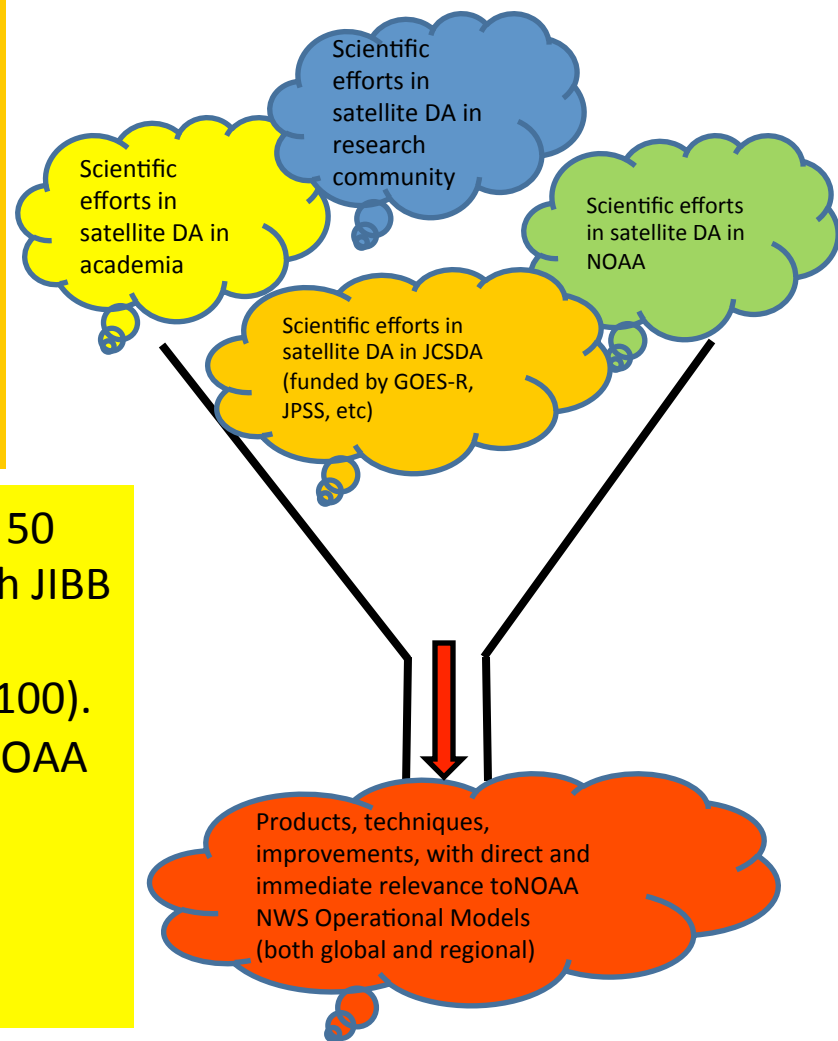 Scientific
efforts in
satellite DA in
research
community
Scientific
efforts in
satellite DA in
academia
Scientific efforts
in satellite DA in
NOAA
Scientific efforts in
satellite DA in JCSDA
(funded by GOES-R,
JPSS, etc)
50
h JIBB
100).
OAA
Products, techniques,
improvements, with direct and
immediate relevance toNOAA
NWS Operational Models
(both global and regional)